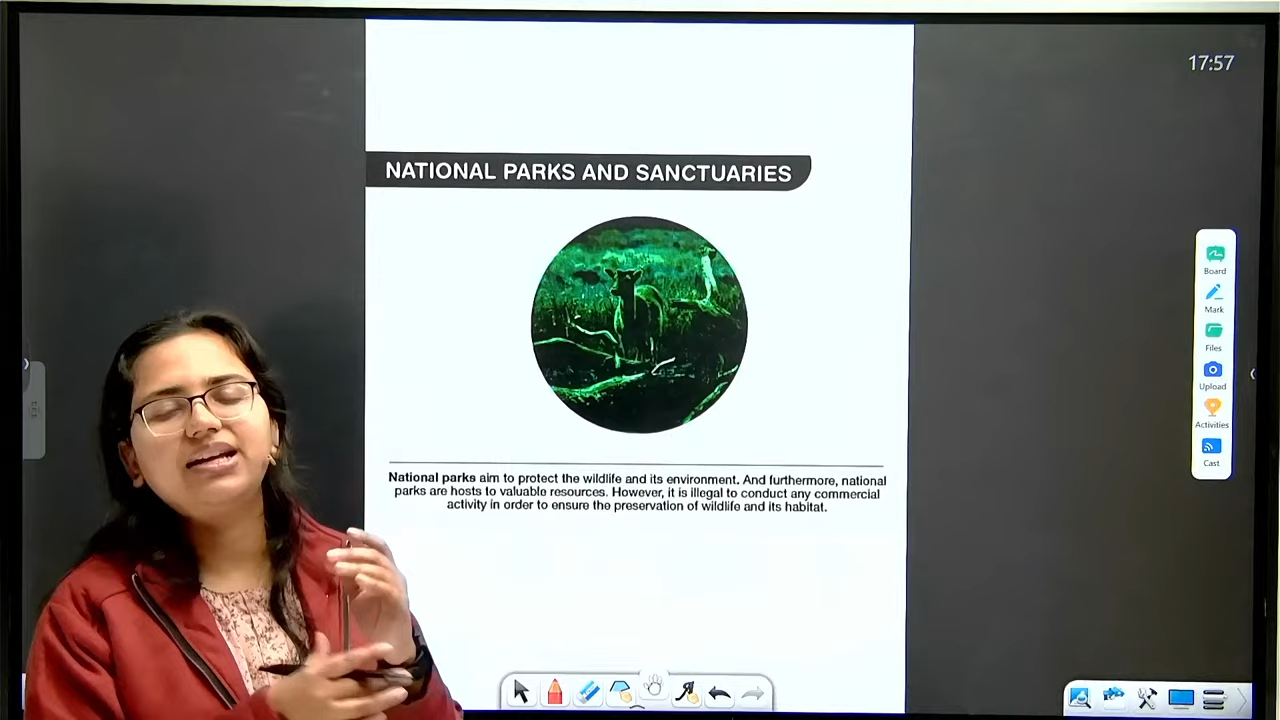 17:57
NATIONAL PARKS AND SANCTUARIES
National parks aim to protect the wildlife and its environment. And furthermore, national
parks are hosts to valuable resources. However, it is illegal to conduct any commercial
activity in order to ensure the preservation of wildlife and its habitat.
Board
Mark
Files
Upload
Activities
Cast